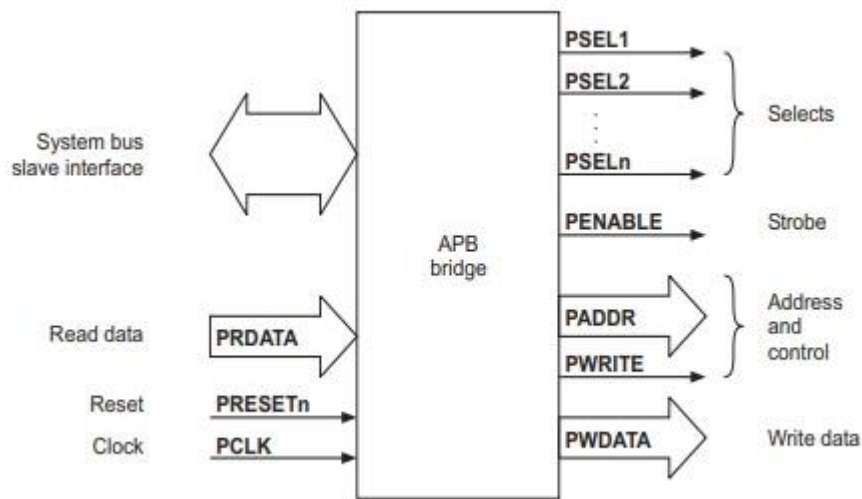 PSEL1
PSEL2
Selects
System bus
slave interface
PSELn
PENABLE
Strobe
APB
bridge
Read data
PRDATA
PADDR
Address
and
control
PWRITE
Reset
PRESETn
Clock
PCLK
PWDATA
Write data